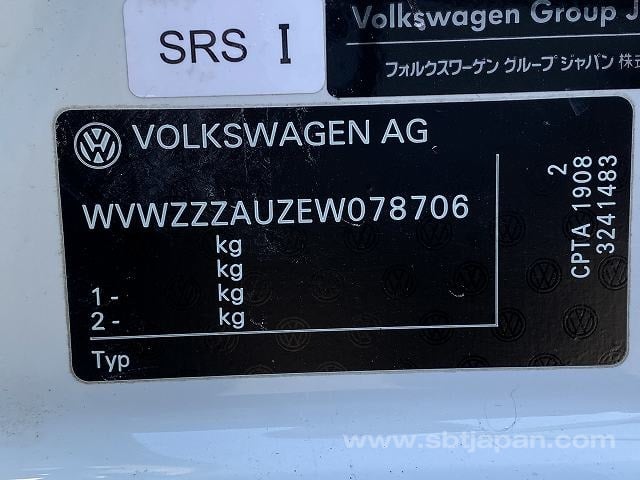 SRS I
Volkswagen Group J
フォルクスワーゲン グループ ジャパン 株式
VOLKSWAGEN AG
WVWZZZAUZEW078706
kg
kg
1 - kg
2 - kg
Typ
2
CPTA 1908
3241483
www.sbtjapan.com